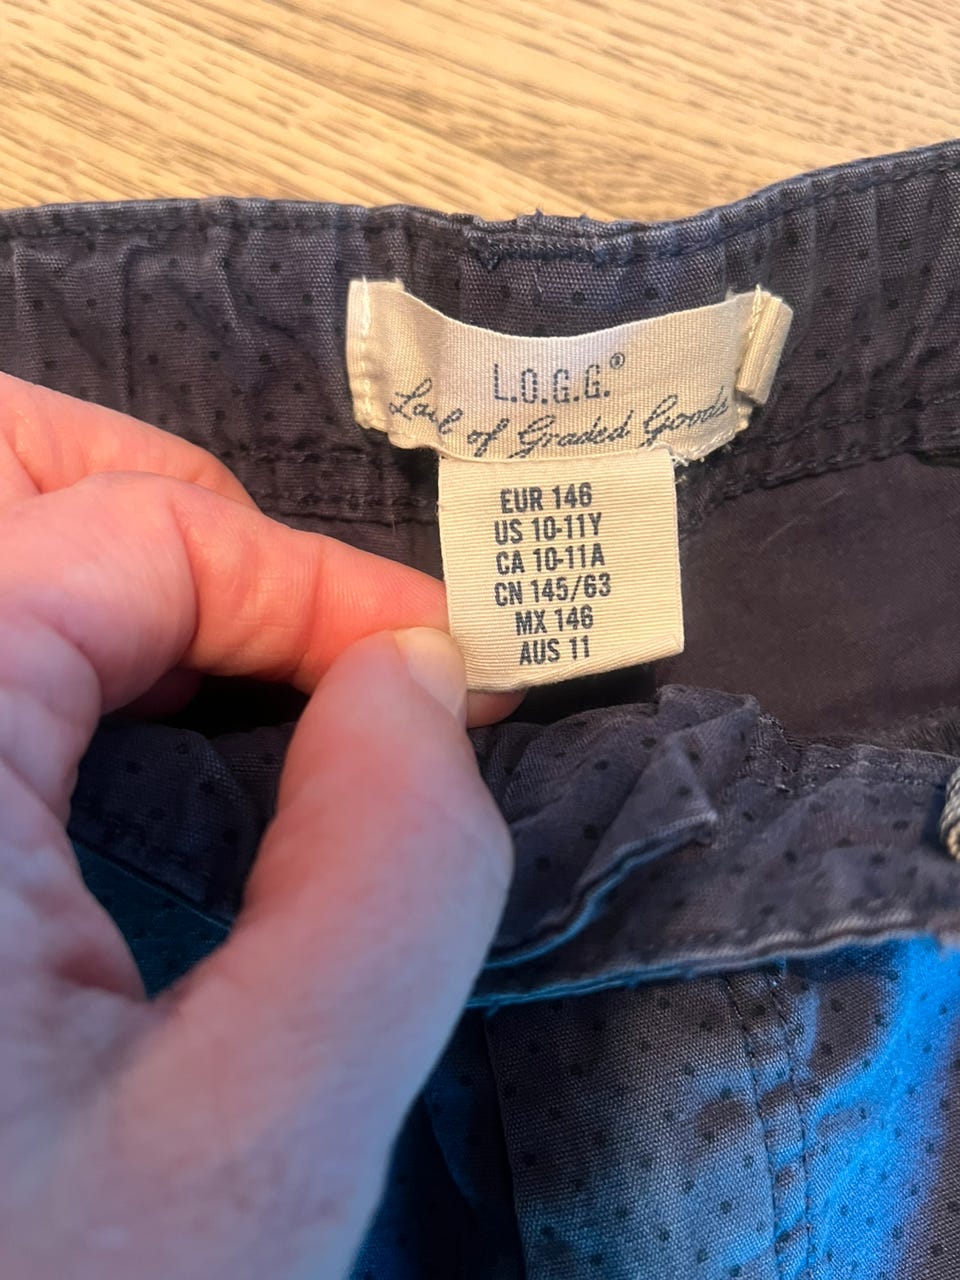 L.O.G.G.®
Label of Graded Goods
EUR 146
US 10-11Y
CA 10-11A
CN 145/63
MX 146
AUS 11